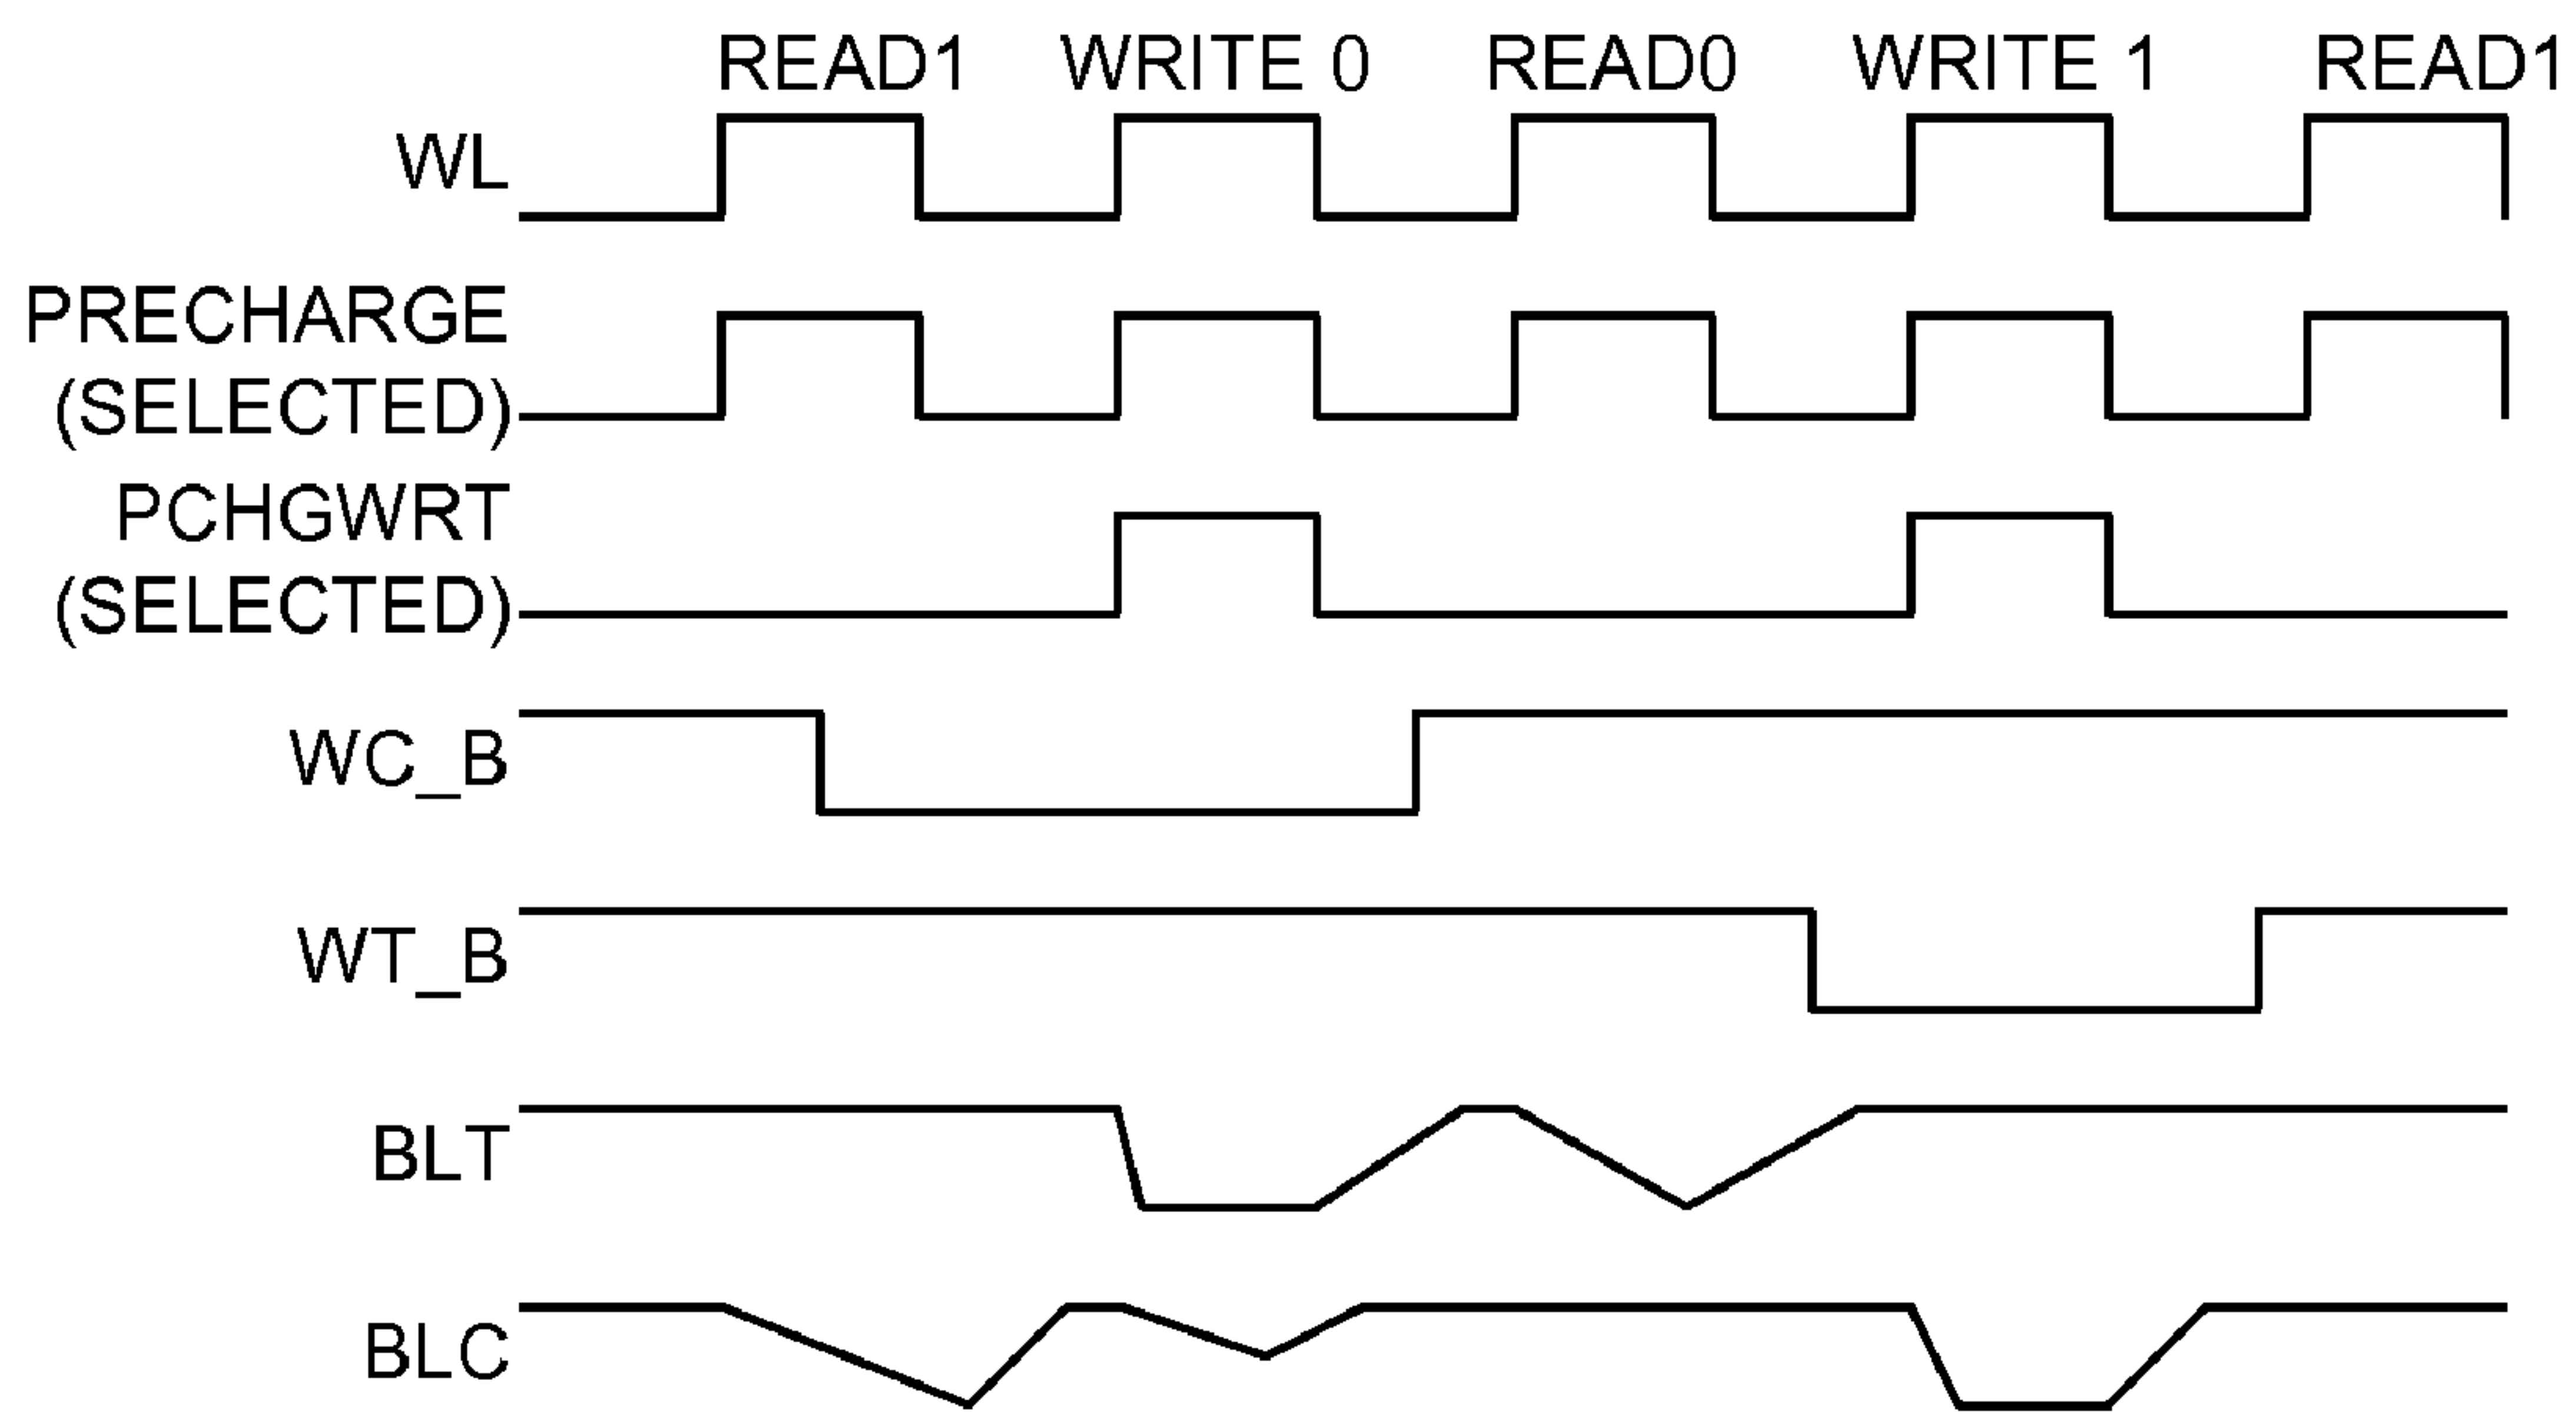 READ1 WRITE 0 READ0 WRITE 1 READ1
WL
PRECHARGE
(SELECTED)
PCHGWRT
(SELECTED)
WC_B
WT_B
BLT
BLC